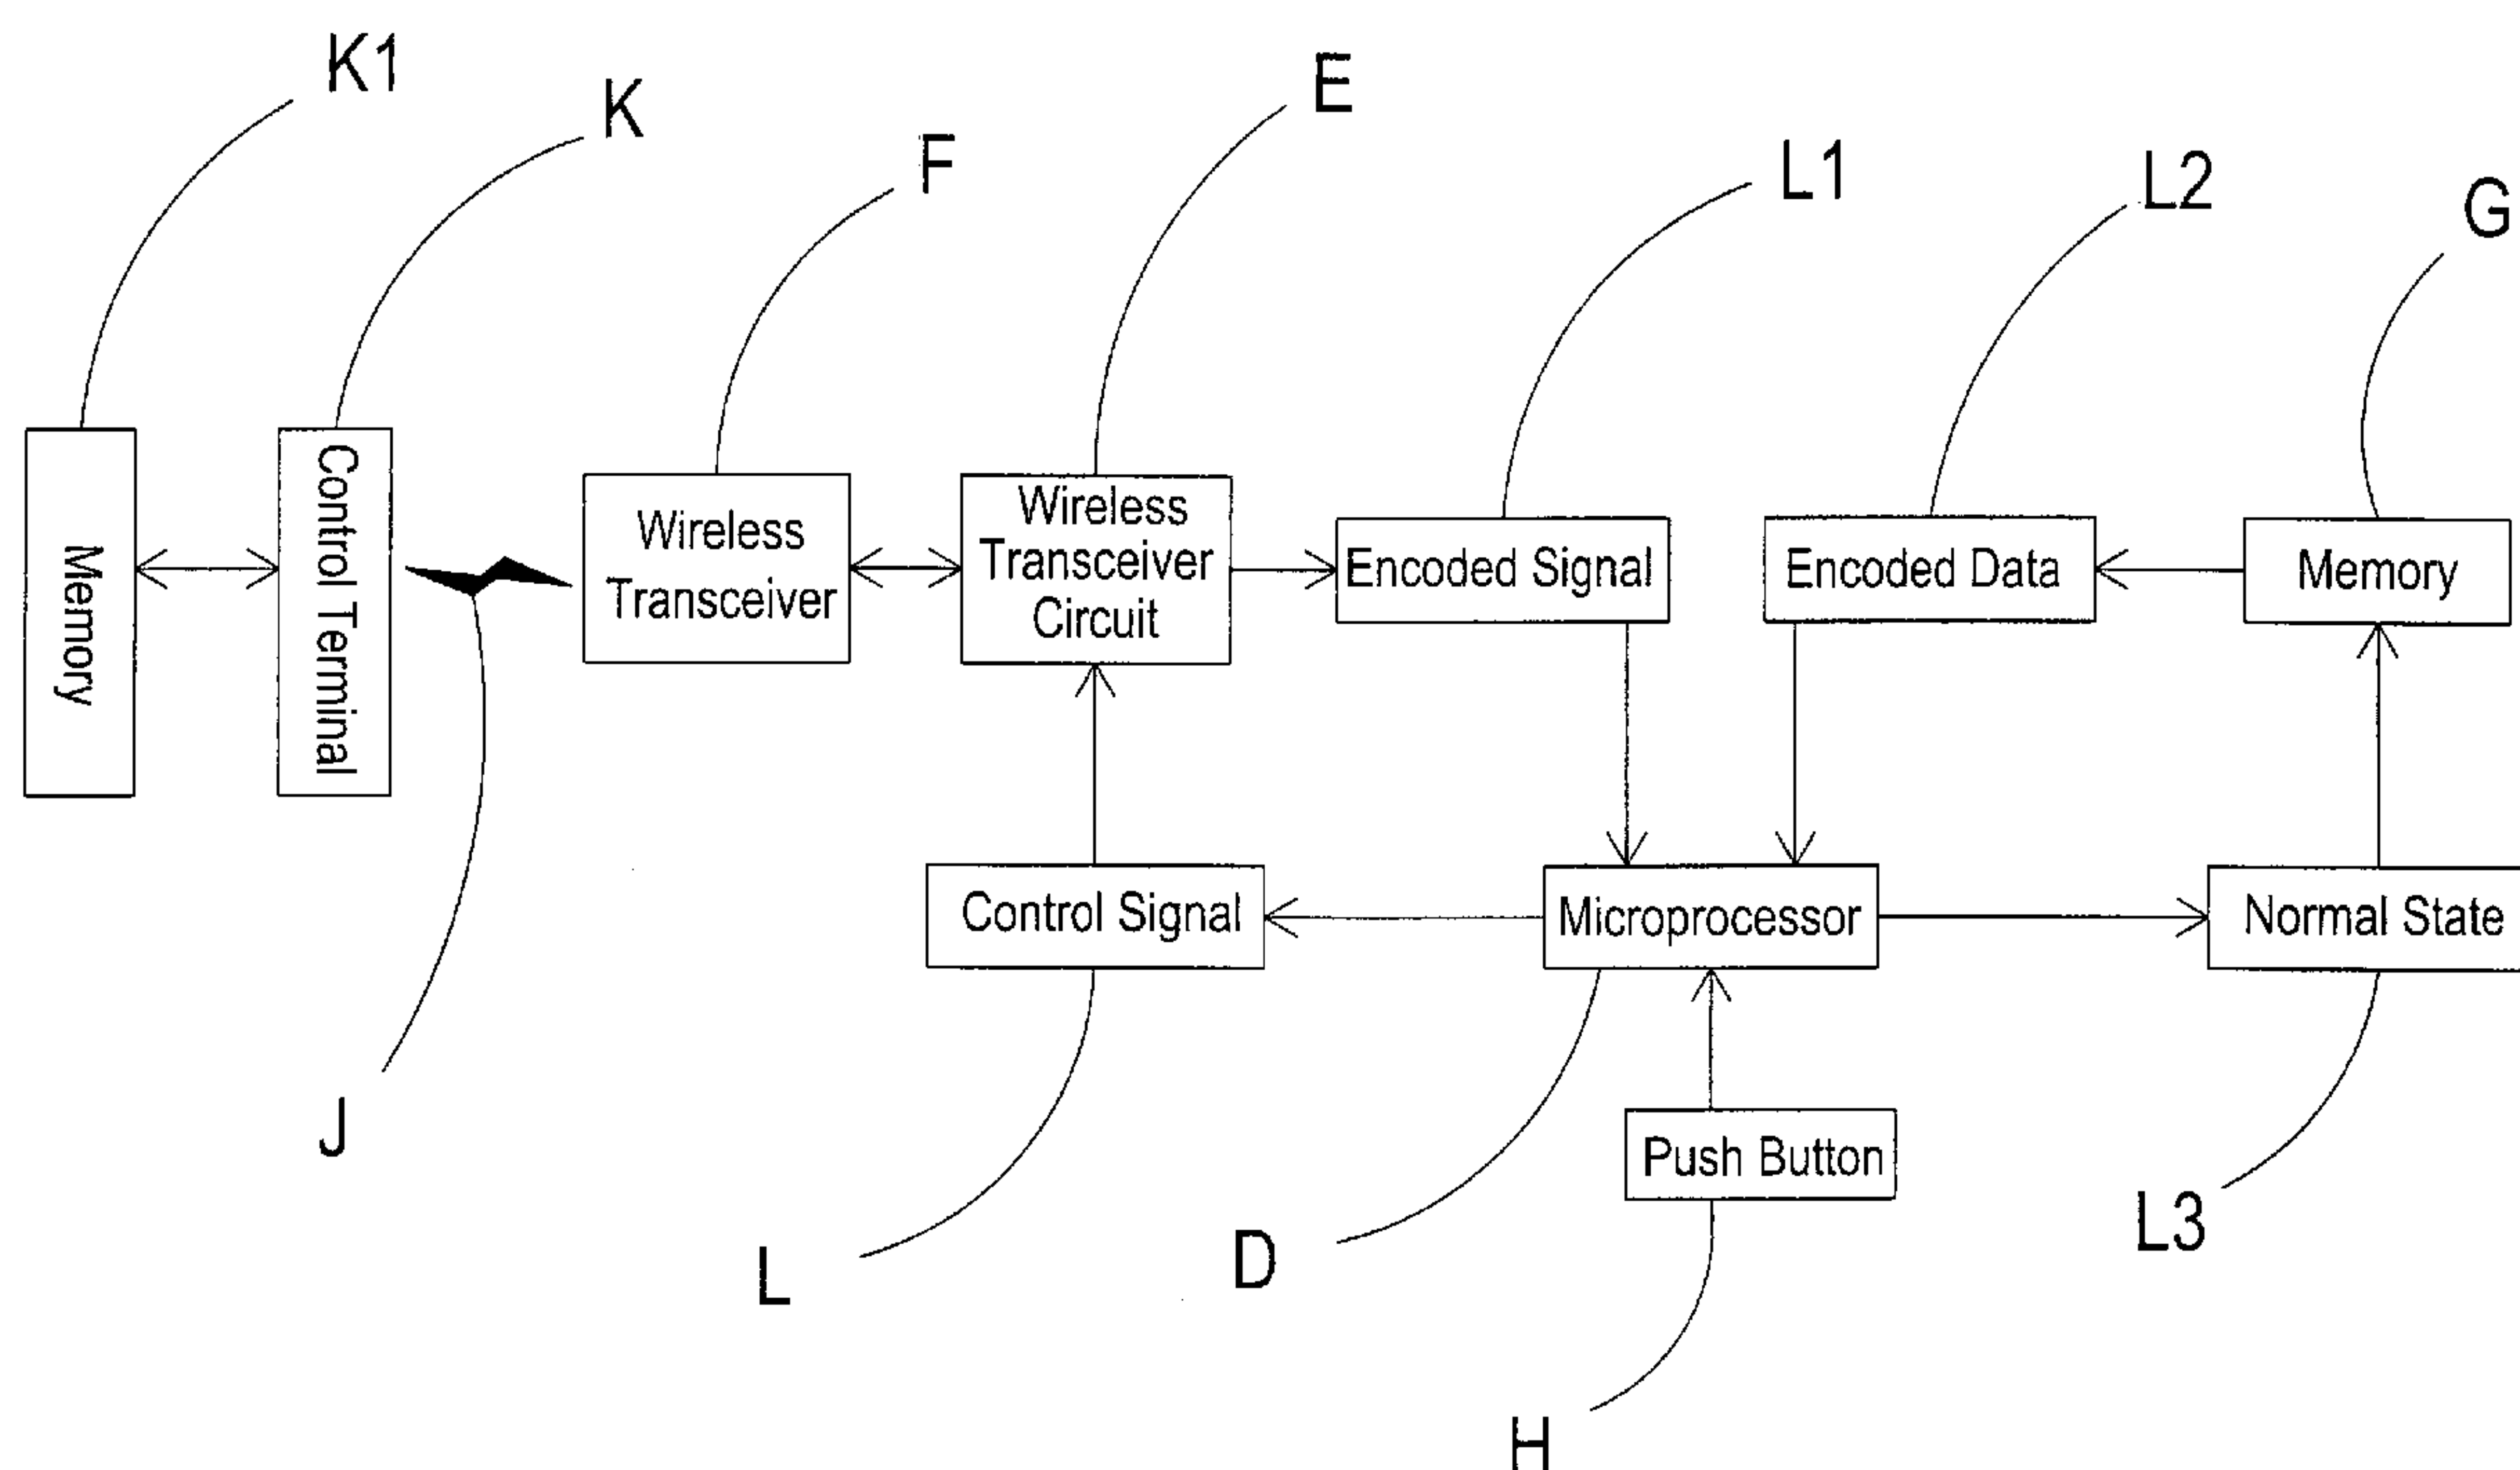 K1
K
F
E
L1
L2
G
Memory
Control Terminal
Wireless
Transceiver
Wireless
Transceiver
Circuit
Encoded Signal
Encoded Data
Memory
Control Signal
Microprocessor
Normal State
J
Push Button
L
D
L3
H